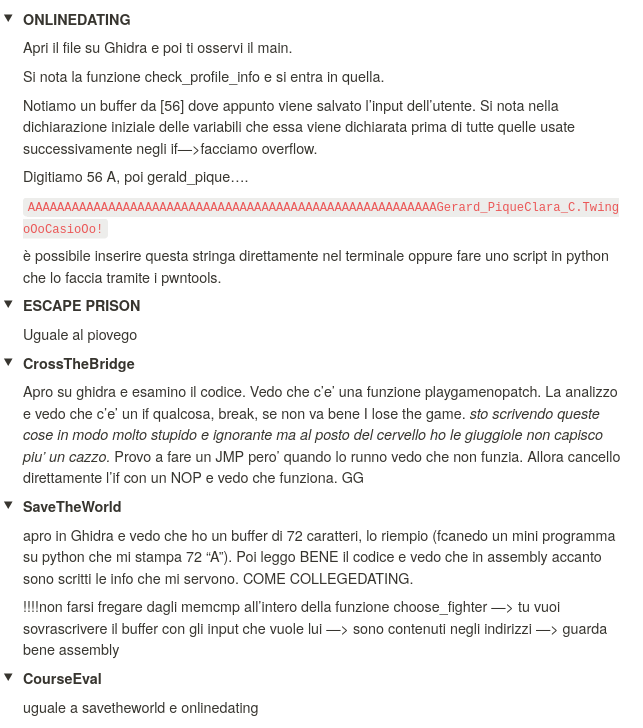 ONLINEDATING
Apri il file su Ghidra e poi ti osservi il main.
Si nota la funzione check_profile_info e si entra in quella.
Notiamo un buffer da [56] dove appunto viene salvato l'input dell'utente. Si nota nella
dichiarazione iniziale delle variabili che essa viene dichiarata prima di tutte quelle usate
successivamente negli if—>facciamo overflow.
Digitiamo 56 A, poi gerald_pique….
AAAAAAAAAAAAAAAAAAAAAAAAAAAAAAAAAAAAAAAAAAAAAAAAAAAAAAAAGerard_PiqueClara_C.Twing
oOoCasioOo!
è possibile inserire questa stringa direttamente nel terminale oppure fare uno script in python
che lo faccia tramite i pwntools.
ESCAPE PRISON
Uguale al piovego
CrossTheBridge
Apro su ghidra e esamino il codice. Vedo che c'e' una funzione playgamenopatch. La analizzo
e vedo che c'e' un if qualcosa, break, se non va bene I lose the game. sto scrivendo queste
cose in modo molto stupido e ignorante ma al posto del cervello ho le giuggiole non capisco
piu' un cazzo. Provo a fare un JMP pero' quando lo runno vedo che non funzia. Allora cancello
direttamente l'if con un NOP e vedo che funziona. GG
SaveTheWorld
apro in Ghidra e vedo che ho un buffer di 72 caratteri, lo riempio (fcanedo un mini programma
su python che mi stampa 72 “A”). Poi leggo BENE il codice e vedo che in assembly accanto
sono scritti le info che mi servono. COME COLLEGEDATING.
!!!!non farsi fregare dagli memcmp all'intero della funzione choose_fighter —> tu vuoi
sovrascrivere il buffer con gli input che vuole lui —> sono contenuti negli indirizzi —> guarda
bene assembly
CourseEval
uguale a savetheworld e onlinedating